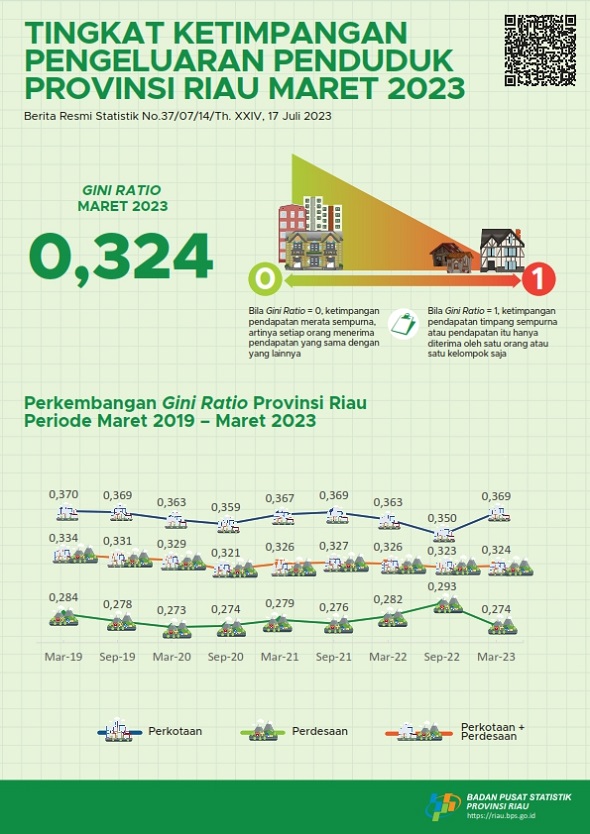 TINGKAT KETIMPANGAN
PENGELUARAN PENDUDUK
PROVINSI RIAU MARET 2023
Berita Resmi Statistik No.37/07/14/Th. XXIV, 17 Juli 2023
GINI RATIO
MARET 2023
0,324
0
1
Bila Gini Ratio = 0, ketimpangan
pendapatan merata sempurna,
artinya setiap orang menerima
pendapatan yang sama dengan
yang lainnya
Bila Gini Ratio = 1, ketimpangan
pendapatan timpang sempurna
atau pendapatan itu hanya
diterima oleh satu orang atau
satu kelompok saja
Perkembangan Gini Ratio Provinsi Riau
Periode Maret 2019 – Maret 2023
0,370 0,369 0,363 0,359 0,367 0,369 0,363 0,350 0,369
0,334 0,331 0,329 0,321 0,326 0,327 0,326 0,323 0,324
0,284 0,278 0,273 0,274 0,279 0,276 0,282 0,293 0,274
Mar-19 Sep-19 Mar-20 Sep-20 Mar-21 Sep-21 Mar-22 Sep-22 Mar-23
Perkotaan
Perdesaan
Perkotaan +
Perdesaan
BADAN PUSAT STATISTIK
PROVINSI RIAU
https://riau.bps.go.id